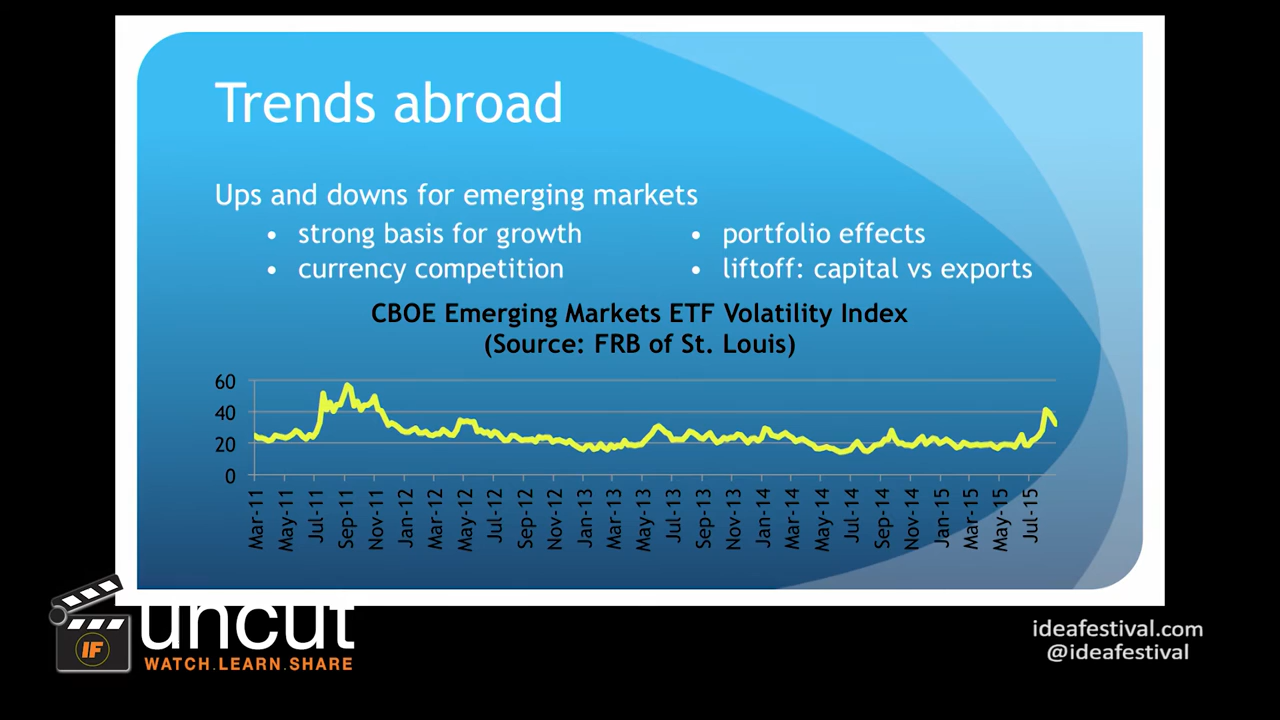 Trends abroad
Ups and downs for emerging markets
• strong basis for growth
• currency competition
• portfolio effects
• liftoff: capital vs exports
CBOE Emerging Markets ETF Volatility Index
(Source: FRB of St. Louis)
60
40
20
0
Mar-11
May-11
Jul-11
Sep-11
Nov-11
Jan-12
Mar-12
May-12
Jul-12
Sep-12
Nov-12
Jan-13
Mar-13
May-13
Jul-13
Sep-13
Nov-13
Jan-14
Mar-14
May-14
Jul-14
Sep-14
Nov-14
Jan-15
Mar-15
May-15
Jul-15
IF
uncut
WATCH.LEARN.SHARE
ideafestival.com
@ideafestival